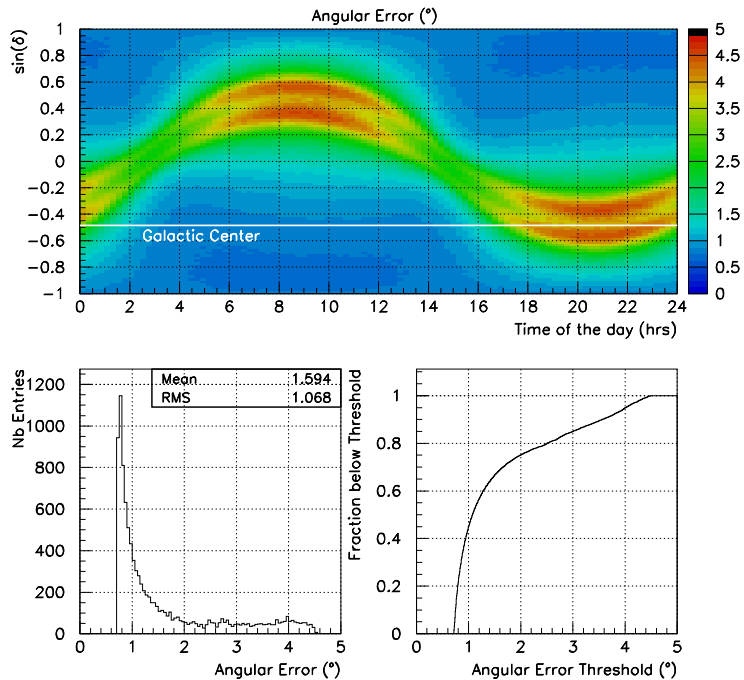 Angular Error (°)
sin(δ)
1
0.8
0.6
0.4
0.2
0
−0.2
−0.4
−0.6
−0.8
−1
Galactic Center
0 2 4 6 8 10 12 14 16 18 20 22 24
Time of the day (hrs)
5
4.5
4
3.5
3
2.5
2
1.5
1
0.5
0
Nb Entries
1200
1000
800
600
400
200
0
Mean 1.594
RMS 1.068
0 1 2 3 4 5
Angular Error (°)
Fraction below Threshold
1
0.8
0.6
0.4
0.2
0
0 1 2 3 4 5
Angular Error Threshold (°)